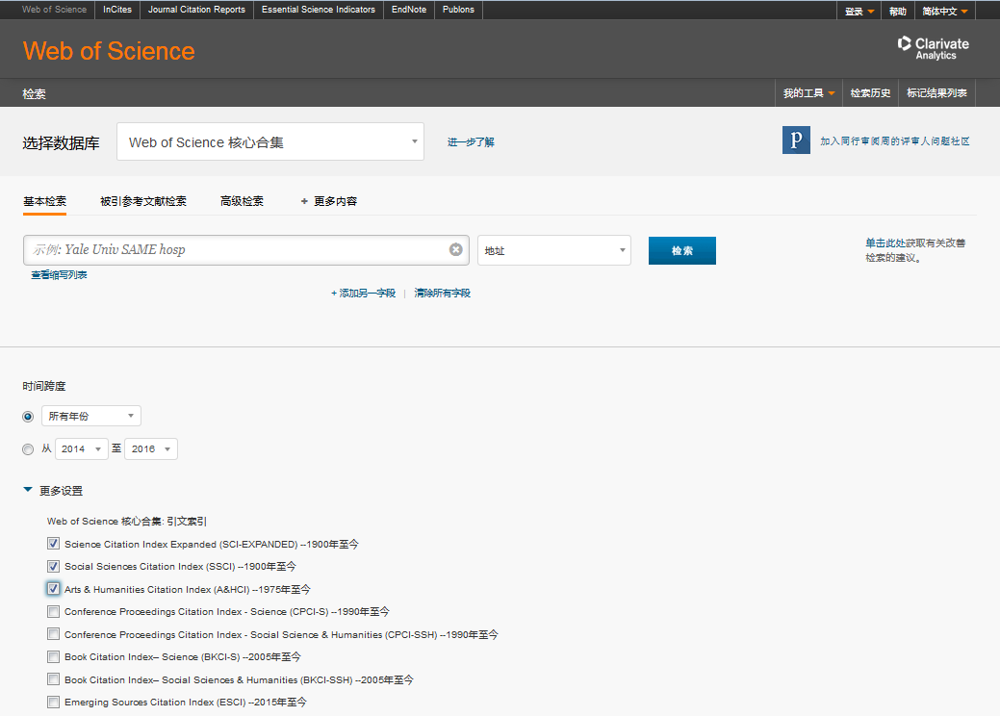 Web of Science InCites Journal Citation Reports Essential Science Indicators EndNote Publons 登录 帮助 简体中文
Web of Science
Clarivate
Analytics
检索 我的工具 检索历史 标记结果列表
选择数据库 Web of Science 核心合集 进一步了解 p 加入同行审阅周的评审人问题社区
基本检索 被引参考文献检索 高级检索 + 更多内容
示例: Yale Univ SAME hosp 地址 检索 单击此处获取有关改善
检索的建议。
查看缩写列表
+ 添加另一字段 | 清除所有字段
时间跨度
所有年份
从 2014 至 2016
更多设置
Web of Science 核心合集: 引文索引
Science Citation Index Expanded (SCI-EXPANDED) --1900年至今
Social Sciences Citation Index (SSCI) --1900年至今
Arts & Humanities Citation Index (A&HCI) --1975年至今
Conference Proceedings Citation Index - Science (CPCI-S) --1990年至今
Conference Proceedings Citation Index - Social Science & Humanities (CPCI-SSH) --1990年至今
Book Citation Index– Science (BKCI-S) --2005年至今
Book Citation Index– Social Sciences & Humanities (BKCI-SSH) --2005年至今
Emerging Sources Citation Index (ESCI) --2015年至今